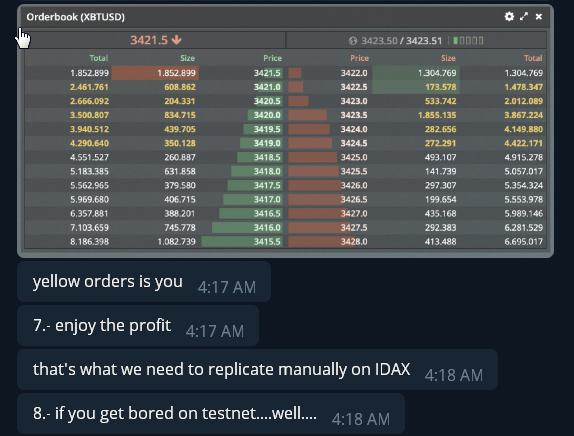 Orderbook (XBTUSD)
3421.5 3423.50 / 3423.51
Total Size Price Price Size Total
1.852.899 1.852.899 3421.5 3422.0 1.304.769 1.304.769
2.461.761 608.862 3421.0 3422.5 173.578 1.478.347
2.666.092 204.331 3420.5 3423.0 533.742 2.012.089
3.500.807 834.715 3420.0 3423.5 1.855.135 3.867.224
3.940.512 439.705 3419.5 3424.0 282.656 4.149.880
4.290.640 350.128 3419.0 3424.5 272.291 4.422.171
4.551.527 260.887 3418.5 3425.0 493.107 4.915.278
5.183.385 631.858 3418.0 3425.5 141.739 5.057.017
5.562.965 379.580 3417.5 3426.0 297.307 5.354.324
5.969.680 406.715 3417.0 3426.5 199.654 5.553.978
6.357.881 388.201 3416.5 3427.0 435.168 5.989.146
7.103.659 745.778 3416.0 3427.5 292.383 6.281.529
8.186.398 1.082.739 3415.5 3428.0 413.488 6.695.017
yellow orders is you 4:17 AM
7.- enjoy the profit 4:17 AM
that's what we need to replicate manually on IDAX 4:18 AM
8.- if you get bored on testnet....well.... 4:18 AM